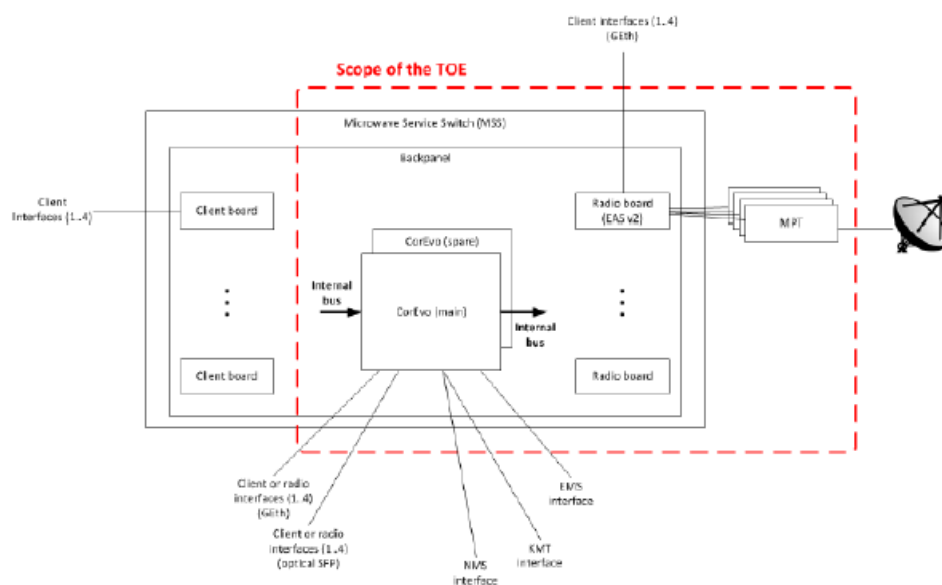 Client interfaces (1..4)
(GEth)
Scope of the TOE
Microwave Service Switch (MSS)
Backpanel
Client
Interfaces (1..4)
Client board
Radio board
(EAS v2)
MPT
CorEvo (spare)
Internal
bus
CorEvo (main)
Internal
bus
Client board
Radio board
Client or radio
interfaces (1..4)
(GEth)
EMS
interface
Client or radio
interfaces (1..4)
(optical SFP)
KMT
interface
NMS
interface